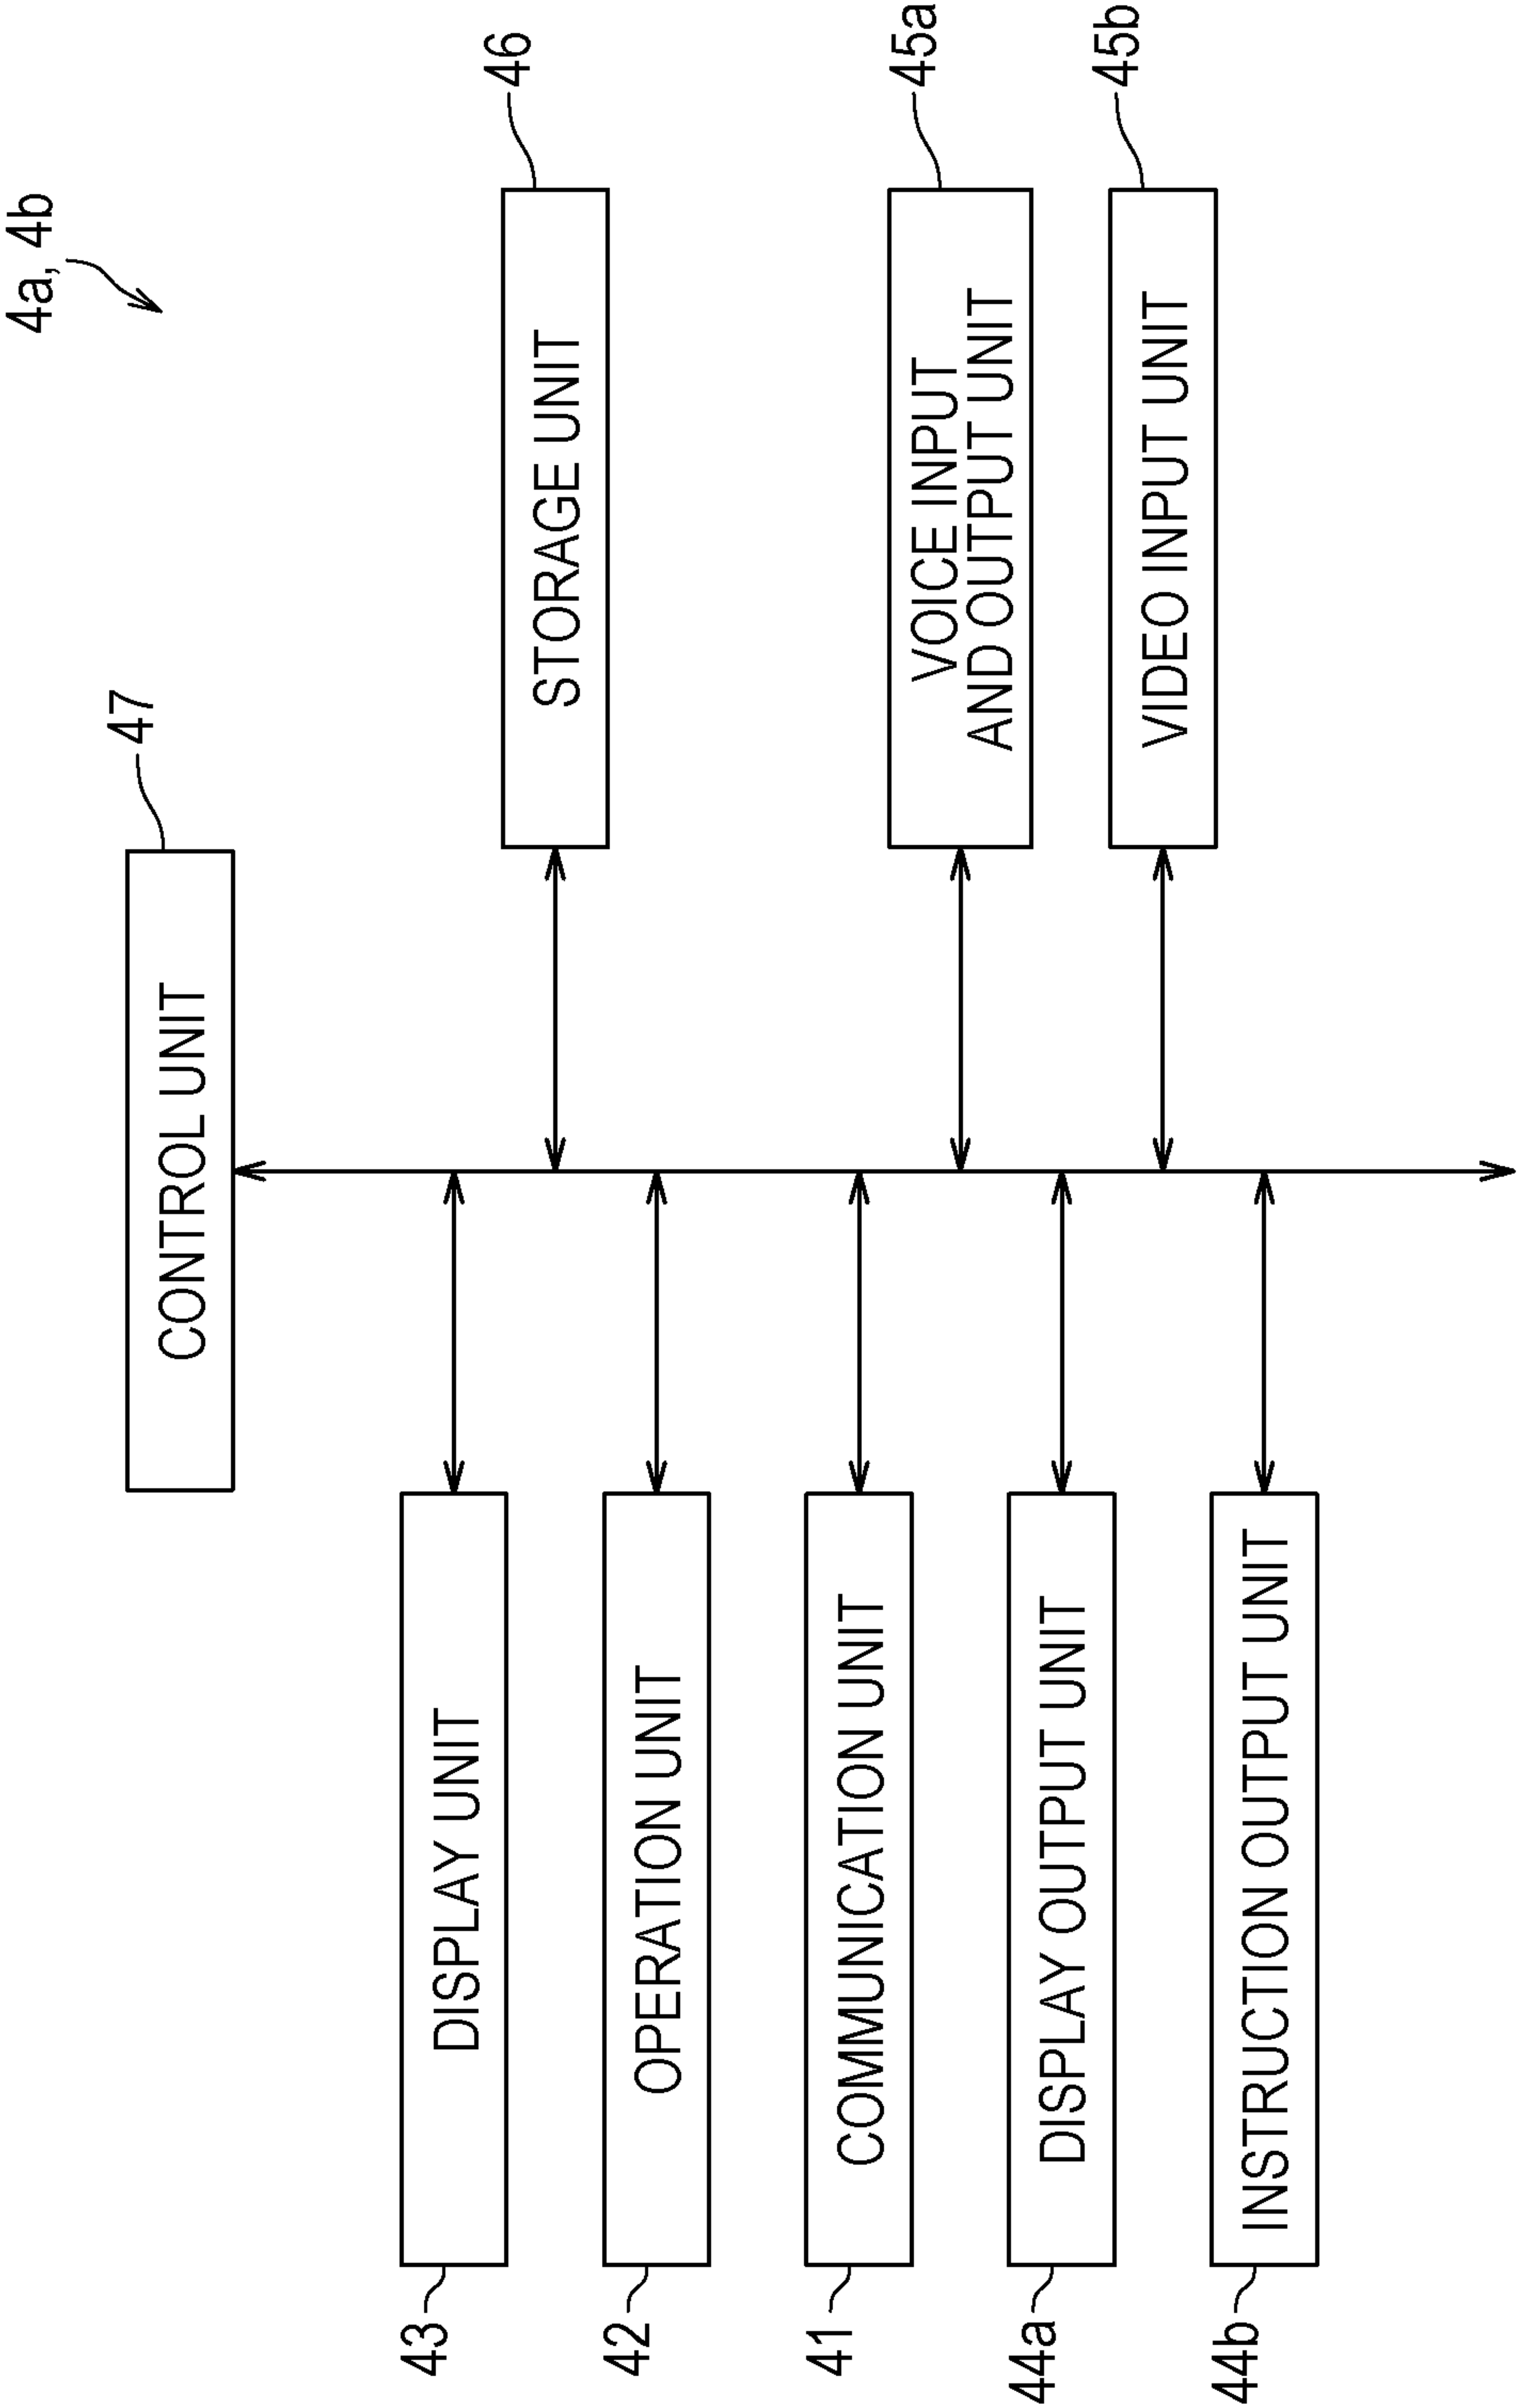 4a, 4b
47
CONTROL UNIT
43
DISPLAY UNIT
46
STORAGE UNIT
42
OPERATION UNIT
41
COMMUNICATION UNIT
45a
VOICE INPUT
AND OUTPUT UNIT
44a
DISPLAY OUTPUT UNIT
45b
VIDEO INPUT UNIT
44b
INSTRUCTION OUTPUT UNIT